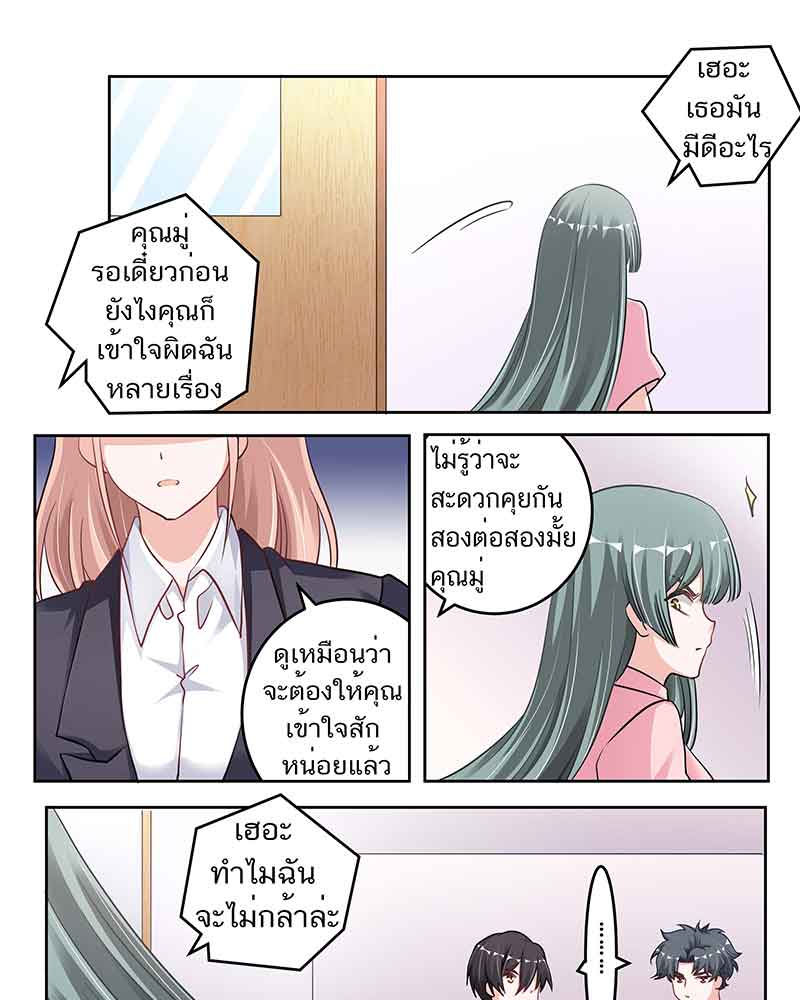 เฮอะ
เธอมัน
มีดีอะไร
คุณมู่
รอเดี๋ยวก่อน
ยังไงคุณก็
เข้าใจผิดฉัน
หลายเรื่อง
ไม่รู้ว่าจะ
สะดวกคุยกัน
สองต่อสองมั้ย
คุณมู่
ดูเหมือนว่า
จะต้องให้คุณ
เข้าใจสัก
หน่อยแล้ว
เฮอะ
ทำไมฉัน
จะไม่กล้าล่ะ
.........